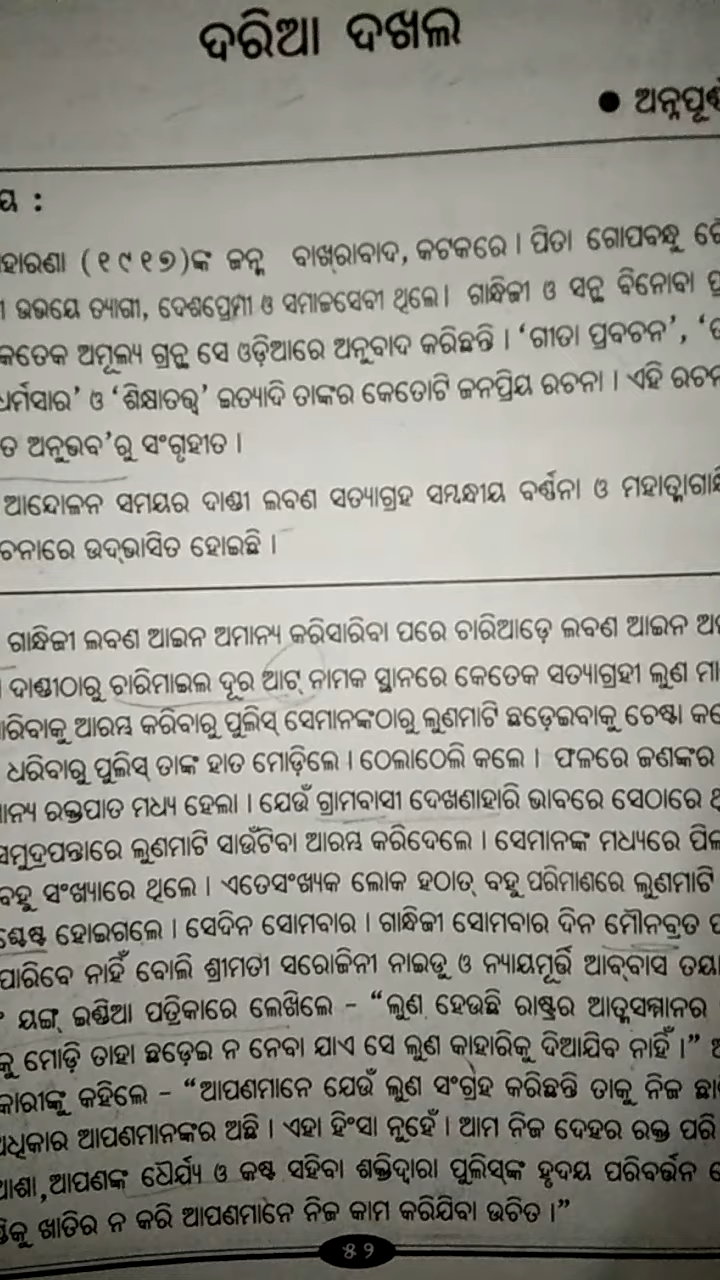 ଦରିଆ ଦଖଲ
● ଅନ୍ନପୂର୍ଣ
ୟ :
ହାରଣା (୧୯୧୭)ଙ୍କ ଜନ୍ମ ବାଖ୍‌ରାବାଦ, କଟକରେ । ପିତା ଗୋପବନ୍ଧୁ ଚୌ
ୀ ଉଭୟେ ତ୍ୟାଗୀ, ଦେଶପ୍ରେମୀ ଓ ସମାଜସେବୀ ଥିଲେ । ଗାନ୍ଧିଜୀ ଓ ସନ୍ଥ ବିନୋବା
କତେକ ଅମୂଲ୍ୟ ଗ୍ରନ୍ଥ ସେ ଓଡ଼ିଆରେ ଅନୁବାଦ କରିଛନ୍ତି । ‘ଗୀତା ପ୍ରବଚନ’,
ଧର୍ମସାର’ ଓ ‘ଶିକ୍ଷାତତ୍ତ୍ୱ’ ଇତ୍ୟାଦି ତାଙ୍କର କେତୋଟି ଜନପ୍ରିୟ ରଚନା । ଏହି ରଚନ
ତ ଅନୁଭବ’ରୁ ସଂଗୃହୀତ ।
ଆନ୍ଦୋଳନ ସମୟର ଦାଣ୍ଡୀ ଲବଣ ସତ୍ୟାଗ୍ରହ ସମ୍ବନ୍ଧୀୟ ବର୍ଣ୍ଣନା ଓ ମହାତ୍ମାଗାନ୍ଧି
ଚନାରେ ଉଦ୍‌ଭାସିତ ହୋଇଛି ।
ଗାନ୍ଧିଜୀ ଲବଣ ଆଇନ ଅମାନ୍ୟ କରିସାରିବା ପରେ ଚାରିଆଡ଼େ ଲବଣ ଆଇନ ଅମ
ଦାଣ୍ଡୀଠାରୁ ଚାରିମାଇଲ ଦୂର ଆଟ୍ ନାମକ ସ୍ଥାନରେ କେତେକ ସତ୍ୟାଗ୍ରହୀ ଲୁଣ ମା
ାରିବାକୁ ଆରମ୍ଭ କରିବାରୁ ପୁଲିସ୍ ସେମାନଙ୍କଠାରୁ ଲୁଣମାଟି ଛଡ଼େଇବାକୁ ଚେଷ୍ଟା କଲେ
ଧରିବାରୁ ପୁଲିସ୍ ତାଙ୍କ ହାତ ମୋଡ଼ିଲେ । ଠେଲାଠେଲି କଲେ । ଫଳରେ ଜଣଙ୍କର
ାନ୍ୟ ରକ୍ତପାତ ମଧ୍ୟ ହେଲା । ଯେଉଁ ଗ୍ରାମବାସୀ ଦେଖଣାହାରି ଭାବରେ ସେଠାରେ ଥି
ସମୁଦ୍ରପନ୍ତାରେ ଲୁଣମାଟି ସାଉଁଟିବା ଆରମ୍ଭ କରିଦେଲେ । ସେମାନଙ୍କ ମଧ୍ୟରେ ପିଲ
ବହୁ ସଂଖ୍ୟାରେ ଥିଲେ । ଏତେସଂଖ୍ୟକ ଲୋକ ହଠାତ୍ ବହୁ ପରିମାଣରେ ଲୁଣମାଟି
ଶ୍ଚେଷ୍ଟ ହୋଇଗଲେ । ସେଦିନ ସୋମବାର । ଗାନ୍ଧିଜୀ ସୋମବାର ଦିନ ମୌନବ୍ରତ ପ
ପାରିବେ ନାହିଁ ବୋଲି ଶ୍ରୀମତୀ ସରୋଜିନୀ ନାଇଡୁ ଓ ନ୍ୟାୟମୂର୍ତ୍ତି ଆବ୍‌ବାସ ତୟା
ୟଙ୍ଗ୍ ଇଣ୍ଡିଆ ପତ୍ରିକାରେ ଲେଖିଲେ – “ଲୁଣ ହେଉଛି ରାଷ୍ଟ୍ରର ଆତ୍ମସମ୍ମାନର
କୁ ମୋଡ଼ି ତାହା ଛଡ଼େଇ ନ ନେବା ଯାଏ ସେ ଲୁଣ କାହାରିକୁ ଦିଆଯିବ ନାହିଁ ।”
କାରୀଙ୍କୁ କହିଲେ – “ଆପଣମାନେ ଯେଉଁ ଲୁଣ ସଂଗ୍ରହ କରିଛନ୍ତି ତାକୁ ନିଜ ଛା
ଅଧିକାର ଆପଣମାନଙ୍କର ଅଛି । ଏହା ହିଂସା ନୁହେଁ । ଆମ ନିଜ ଦେହର ରକ୍ତ ପରି
ଆଶା, ଆପଣଙ୍କ ଧୈର୍ଯ୍ୟ ଓ କଷ୍ଟ ସହିବା ଶକ୍ତିଦ୍ୱାରା ପୁଲିସ୍‌ଙ୍କ ହୃଦୟ ପରିବର୍ତ୍ତନ
କୁ ଖାତିର ନ କରି ଆପଣମାନେ ନିଜ କାମ କରିଯିବା ଉଚିତ ।”
୫୨